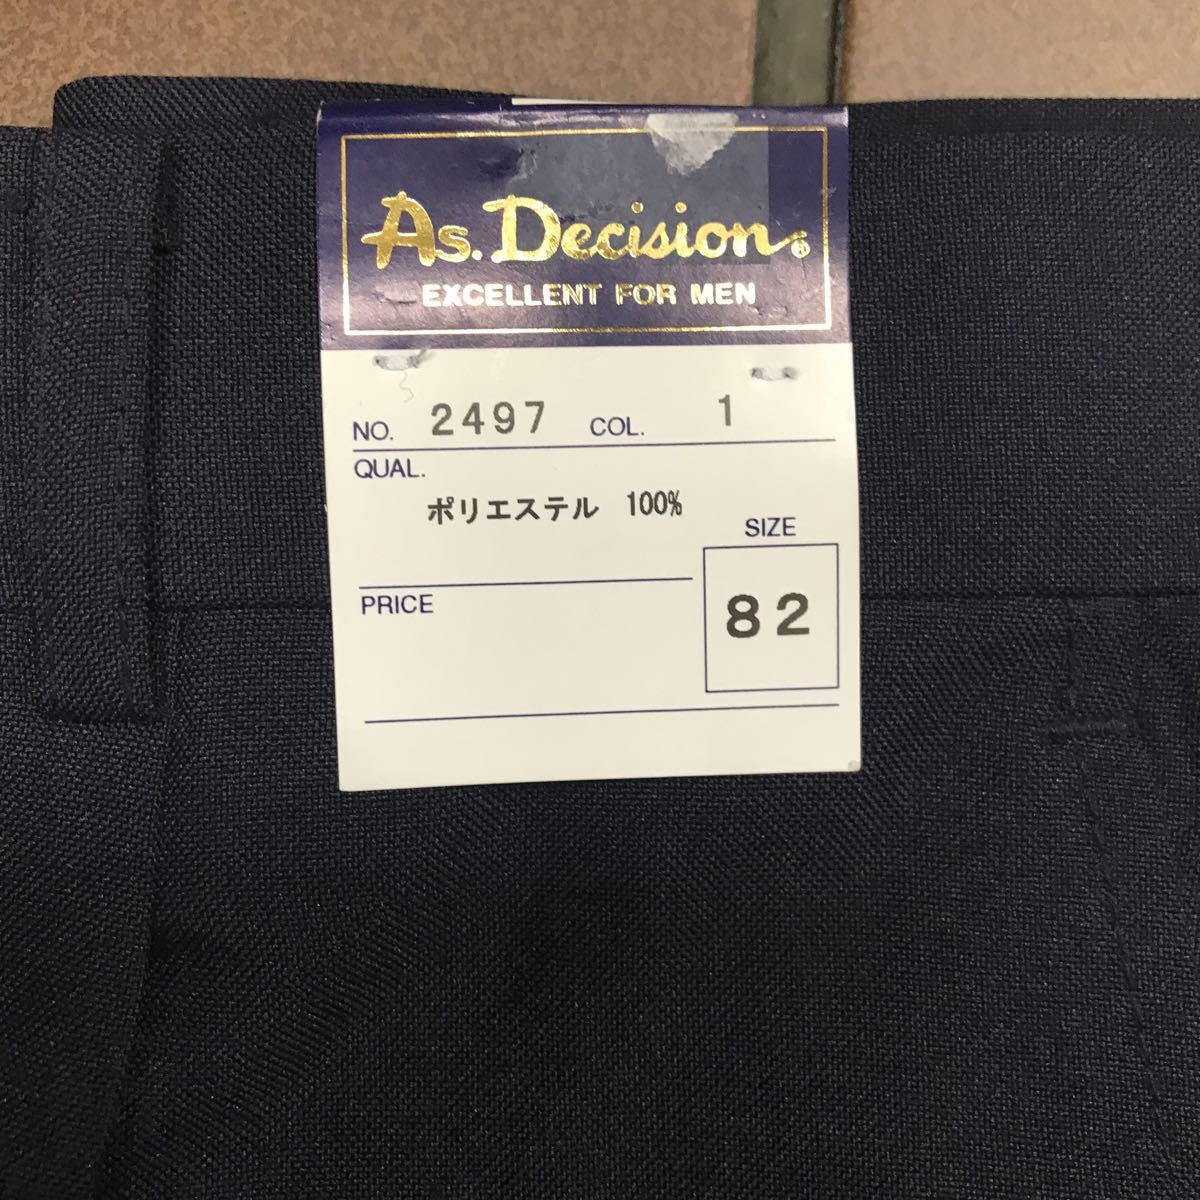 As. Decision®
EXCELLENT FOR MEN
NO. 2497 COL. 1
QUAL.
ポリエステル 100%
SIZE
82
PRICE